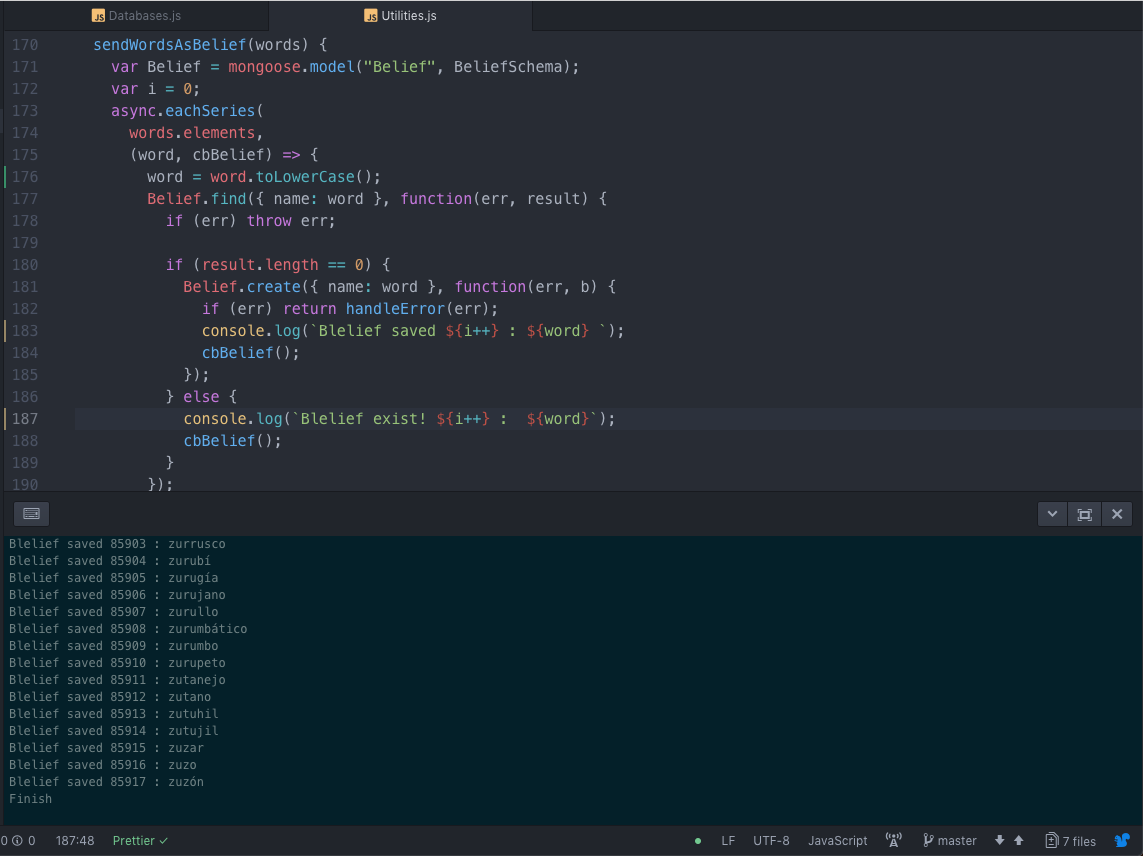 JS Databases.js
JS Utilities.js
170 sendWordsAsBelief(words) {
171 var Belief = mongoose.model("Belief", BeliefSchema);
172 var i = 0;
173 async.eachSeries(
174 words.elements,
175 (word, cbBelief) => {
176 word = word.toLowerCase();
177 Belief.find({ name: word }, function(err, result) {
178 if (err) throw err;
179
180 if (result.length == 0) {
181 Belief.create({ name: word }, function(err, b) {
182 if (err) return handleError(err);
183 console.log(`Blelief saved ${i++} : ${word} `);
184 cbBelief();
185 });
186 } else {
187 console.log(`Blelief exist! ${i++} :  ${word}`);
188 cbBelief();
189 }
190 });
Blelief saved 85903 : zurrusco
Blelief saved 85904 : zurubí
Blelief saved 85905 : zurugía
Blelief saved 85906 : zurujano
Blelief saved 85907 : zurullo
Blelief saved 85908 : zurumbático
Blelief saved 85909 : zurumbo
Blelief saved 85910 : zurupeto
Blelief saved 85911 : zutanejo
Blelief saved 85912 : zutano
Blelief saved 85913 : zutuhil
Blelief saved 85914 : zutujil
Blelief saved 85915 : zuzar
Blelief saved 85916 : zuzo
Blelief saved 85917 : zuzón
Finish
0 0 187:48 Prettier ✓ LF UTF-8 JavaScript master 7 files